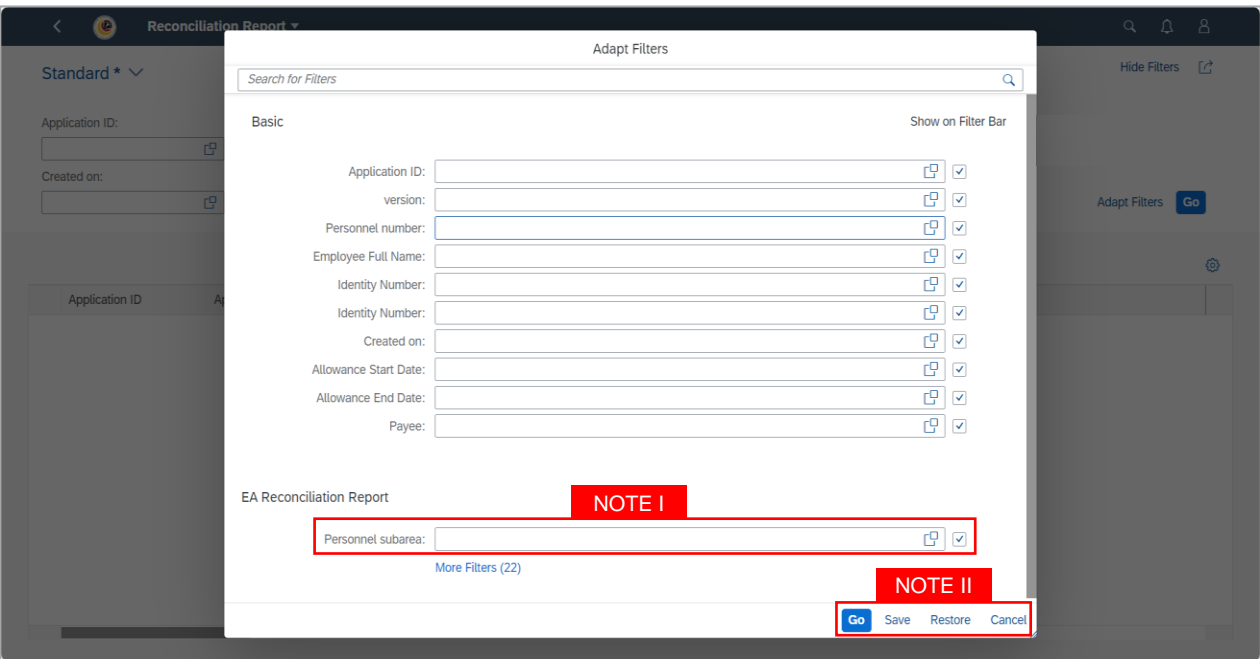 Reconciliation Report
Adapt Filters
Standard *
Hide Filters
Search for Filters
Basic
Show on Filter Bar
Application ID:
Created on:
Application ID:
version:
Personnel number:
Employee Full Name:
Identity Number:
Identity Number:
Created on:
Allowance Start Date:
Allowance End Date:
Payee:
Adapt Filters Go
Application ID
EA Reconciliation Report
NOTE I
Personnel subarea:
More Filters (22)
NOTE II
Go Save Restore Cancel